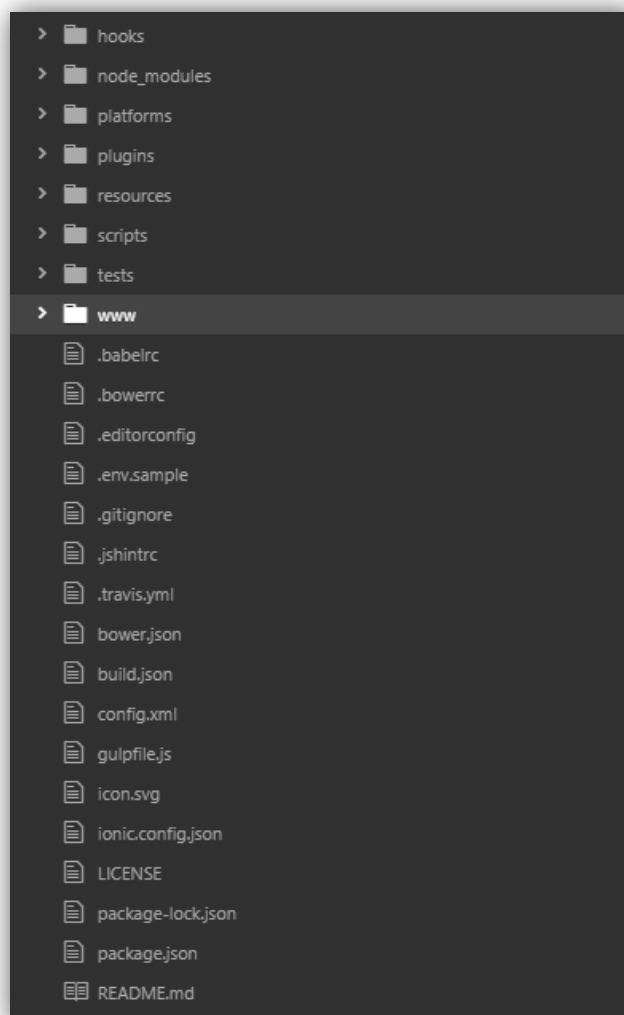 hooks
node_modules
platforms
plugins
resources
scripts
tests
www
.babelrc
.bowerrc
.editorconfig
.env.sample
.gitignore
.jshintrc
.travis.yml
bower.json
build.json
config.xml
gulpfile.js
icon.svg
ionic.config.json
LICENSE
package-lock.json
package.json
README.md